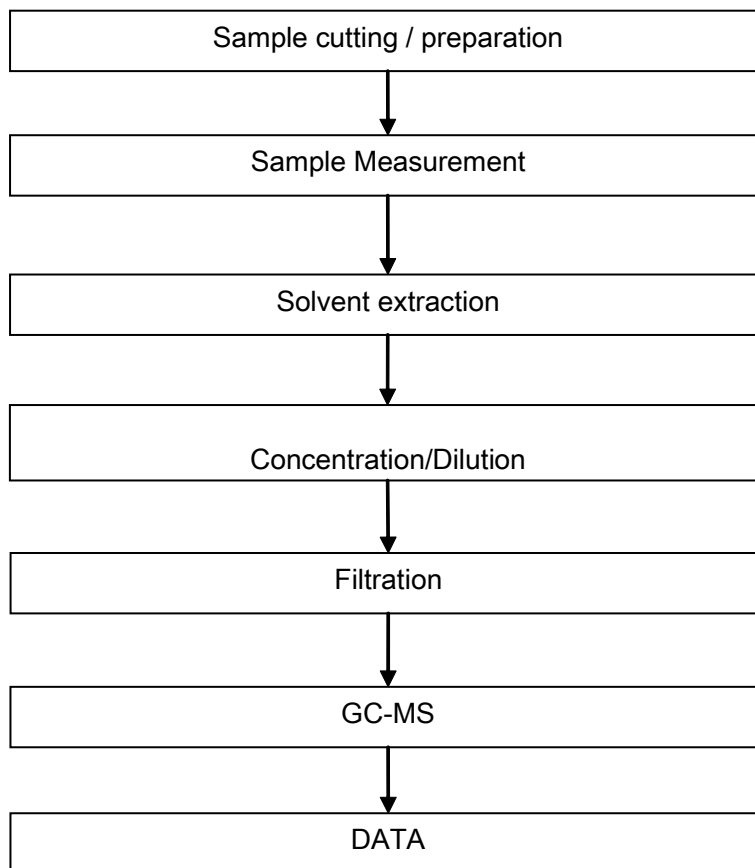 Sample cutting / preparation
Sample Measurement
Solvent extraction
Concentration/Dilution
Filtration
GC-MS
DATA